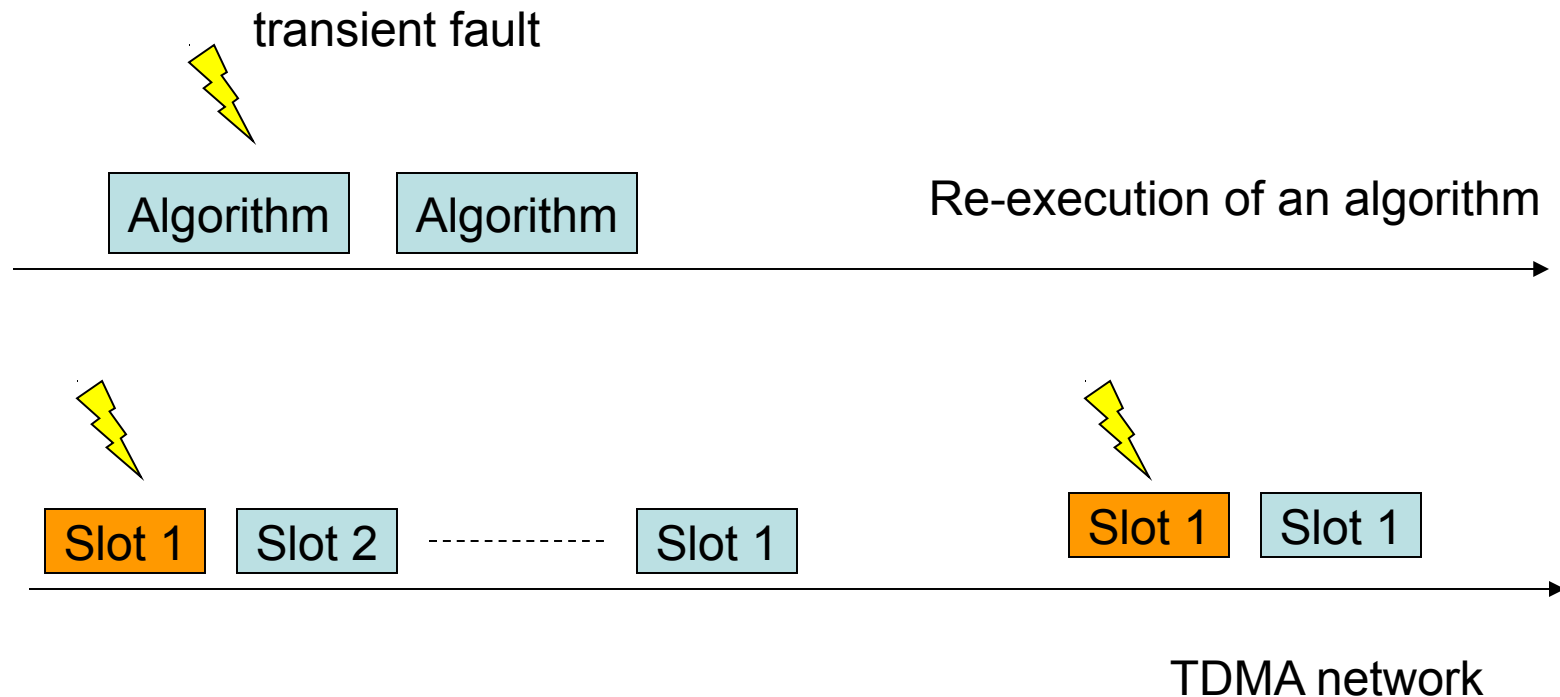 transient fault
Algorithm Algorithm
Re-execution of an algorithm
Slot 1 Slot 2 Slot 1 Slot 1 Slot 1
TDMA network